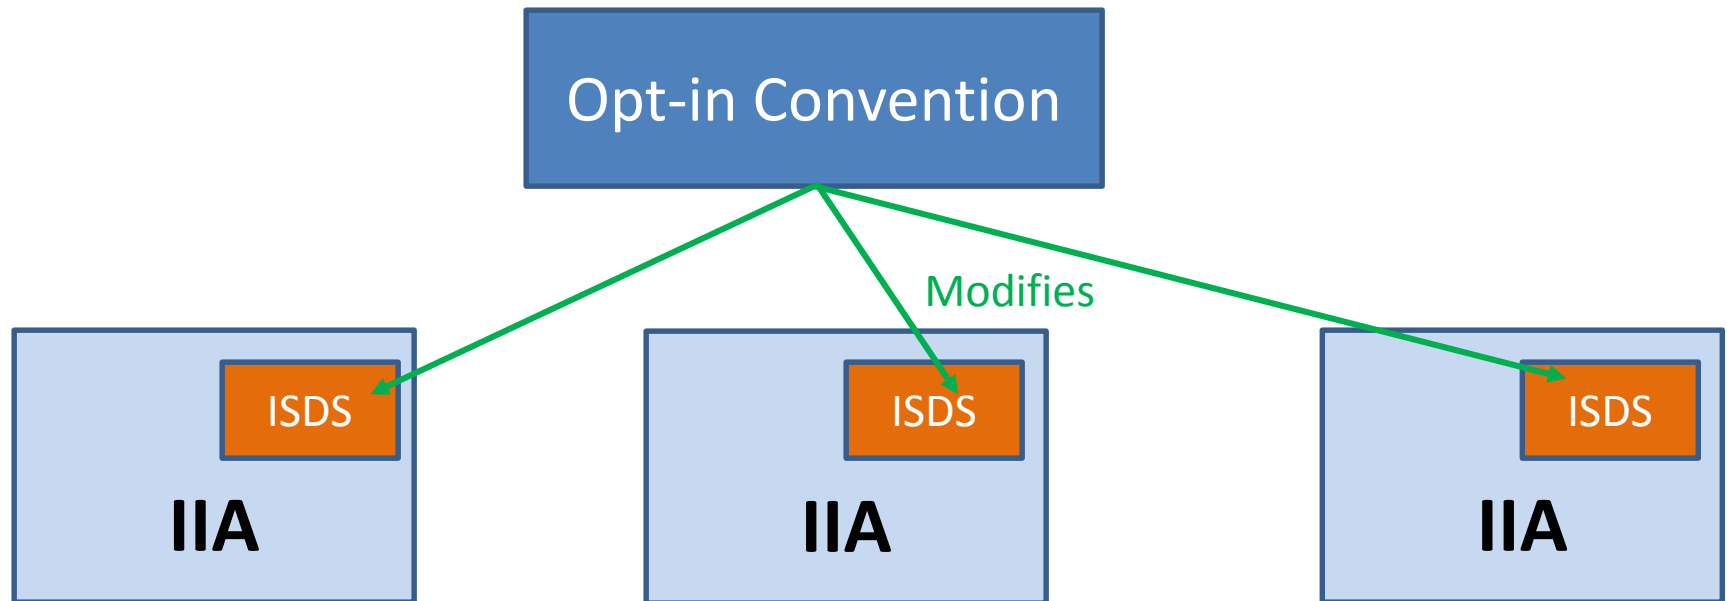 Opt-in Convention
Modifies
ISDS
ISDS
ISDS
IIA
IIA
IIA